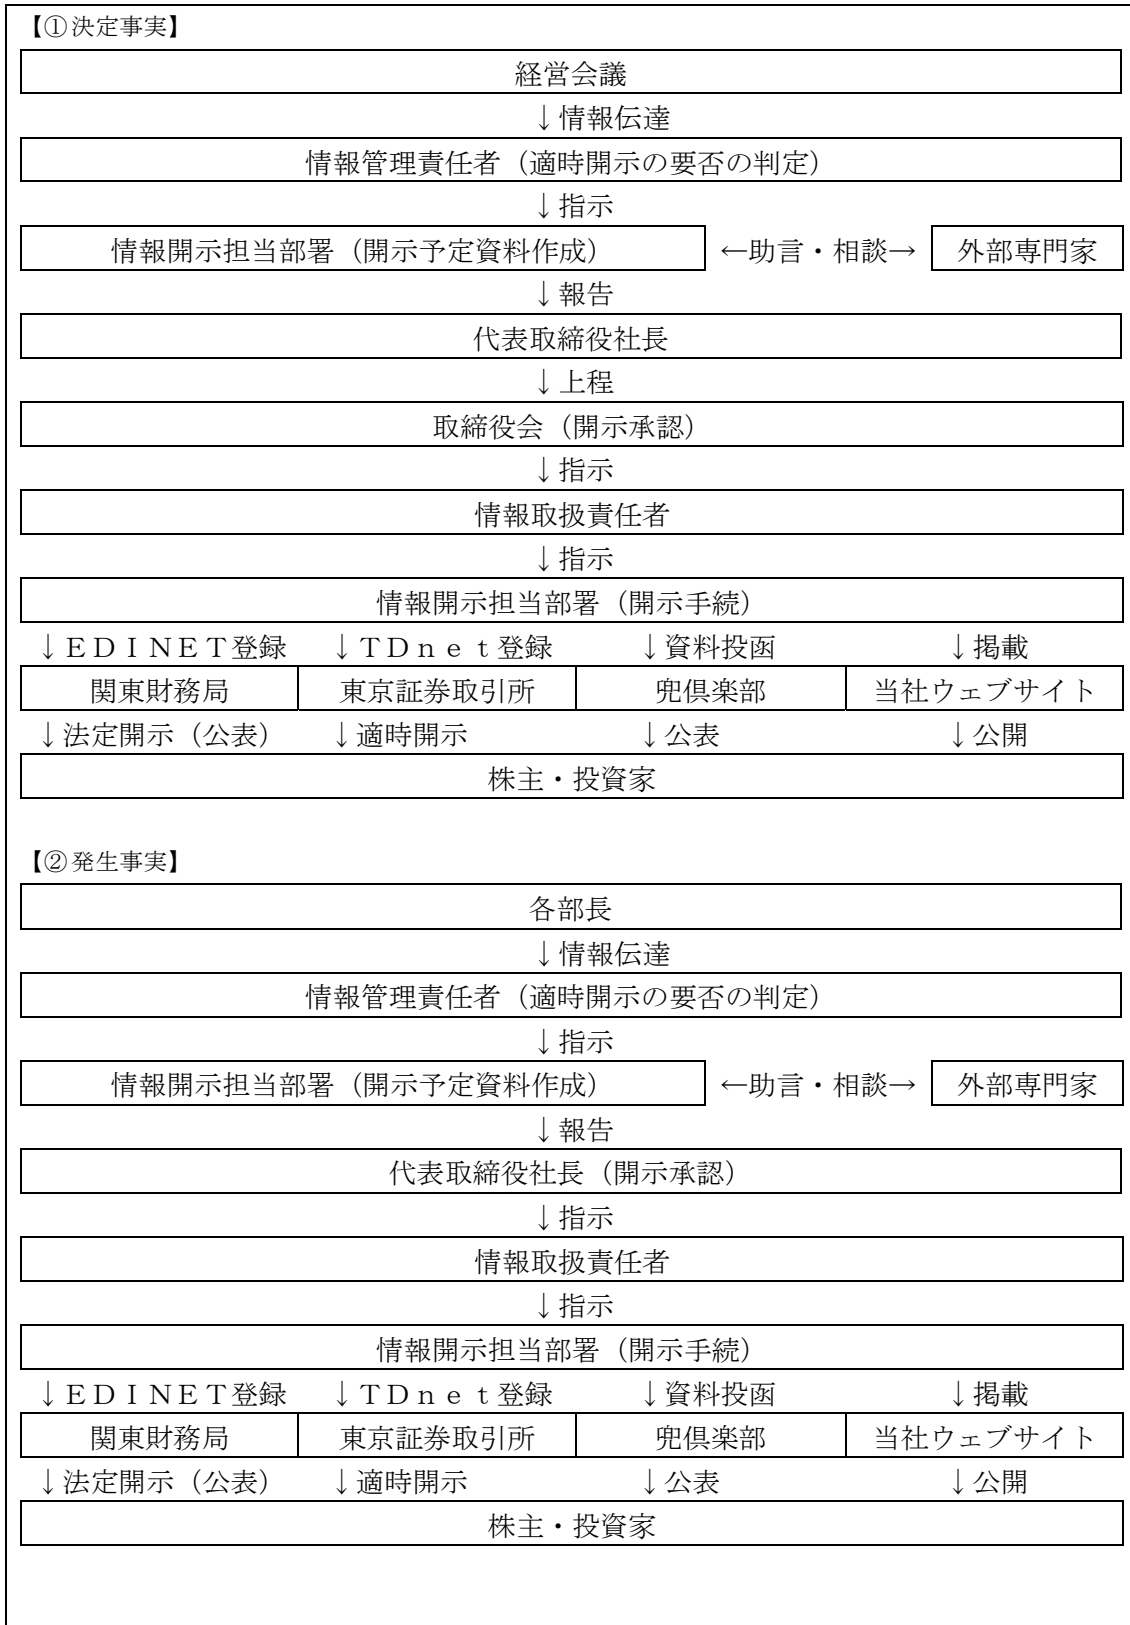 【①決定事実】
経営会議
↓情報伝達
情報管理責任者（適時開示の要否の判定）
↓指示
情報開示担当部署（開示予定資料作成） ←助言・相談→ 外部専門家
↓報告
代表取締役社長
↓上程
取締役会（開示承認）
↓指示
情報取扱責任者
↓指示
情報開示担当部署（開示手続）
↓ＥＤＩＮＥＴ登録 ↓ＴＤｎｅｔ登録 ↓資料投函 ↓掲載
関東財務局 東京証券取引所 兜倶楽部 当社ウェブサイト
↓法定開示（公表） ↓適時開示 ↓公表 ↓公開
株主・投資家
【②発生事実】
各部長
↓情報伝達
情報管理責任者（適時開示の要否の判定）
↓指示
情報開示担当部署（開示予定資料作成） ←助言・相談→ 外部専門家
↓報告
代表取締役社長（開示承認）
↓指示
情報取扱責任者
↓指示
情報開示担当部署（開示手続）
↓ＥＤＩＮＥＴ登録 ↓ＴＤｎｅｔ登録 ↓資料投函 ↓掲載
関東財務局 東京証券取引所 兜倶楽部 当社ウェブサイト
↓法定開示（公表） ↓適時開示 ↓公表 ↓公開
株主・投資家